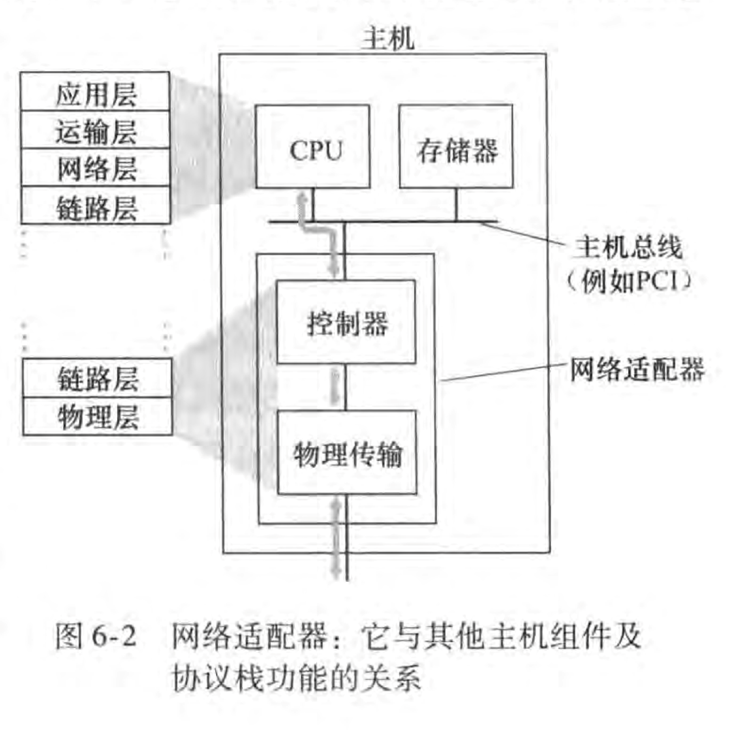 主机
应用层
运输层
网络层
链路层
CPU
存储器
主机总线
（例如PCI）
控制器
网络适配器
链路层
物理层
物理传输
图 6-2 网络适配器：它与其他主机组件及
协议栈功能的关系